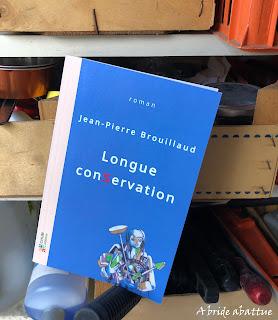 roman
Jean-Pierre Brouillaud
Longue
conServation
A bride abattue